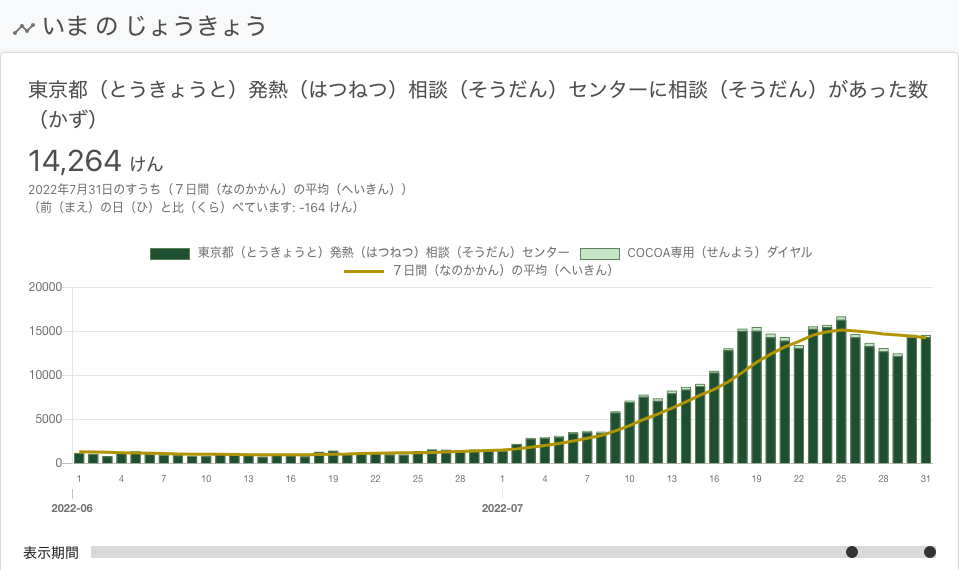 いま の じょうきょう
東京都（とうきょうと）発熱（はつねつ）相談（そうだん）センターに相談（そうだん）があった数
（かず）
14,264 けん
2022年7月31日のすうち（７日間（なのかかん）の平均（へいきん））
（前（まえ）の日（ひ）と比（くら）べています: -164 けん）
東京都（とうきょうと）発熱（はつねつ）相談（そうだん）センター COCOA専用（せんよう）ダイヤル
７日間（なのかかん）の平均（へいきん）
20000
15000
10000
5000
0
1 4 7 10 13 16 19 22 25 28 1 4 7 10 13 16 19 22 25 28 31
2022-06 2022-07
表示期間